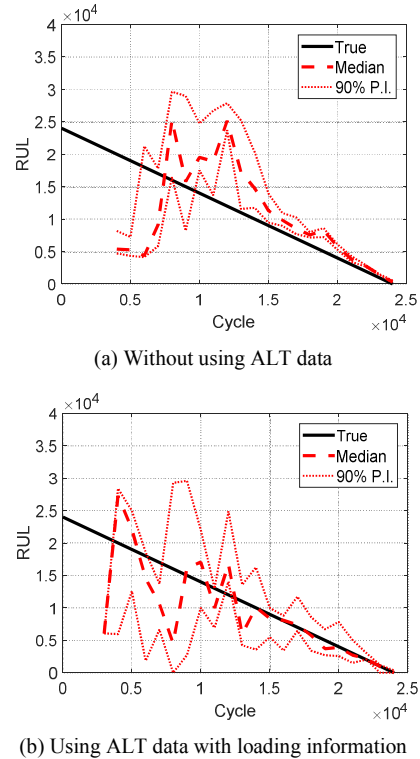 ×10⁴
4
3.5
3
2.5
2
1.5
1
0.5
0
RUL
True
Median
90% P.I.
0 0.5 1 1.5 2 2.5
Cycle
×10⁴
(a) Without using ALT data
×10⁴
4
3.5
3
2.5
2
1.5
1
0.5
0
RUL
True
Median
90% P.I.
0 0.5 1 1.5 2 2.5
Cycle
×10⁴
(b) Using ALT data with loading information